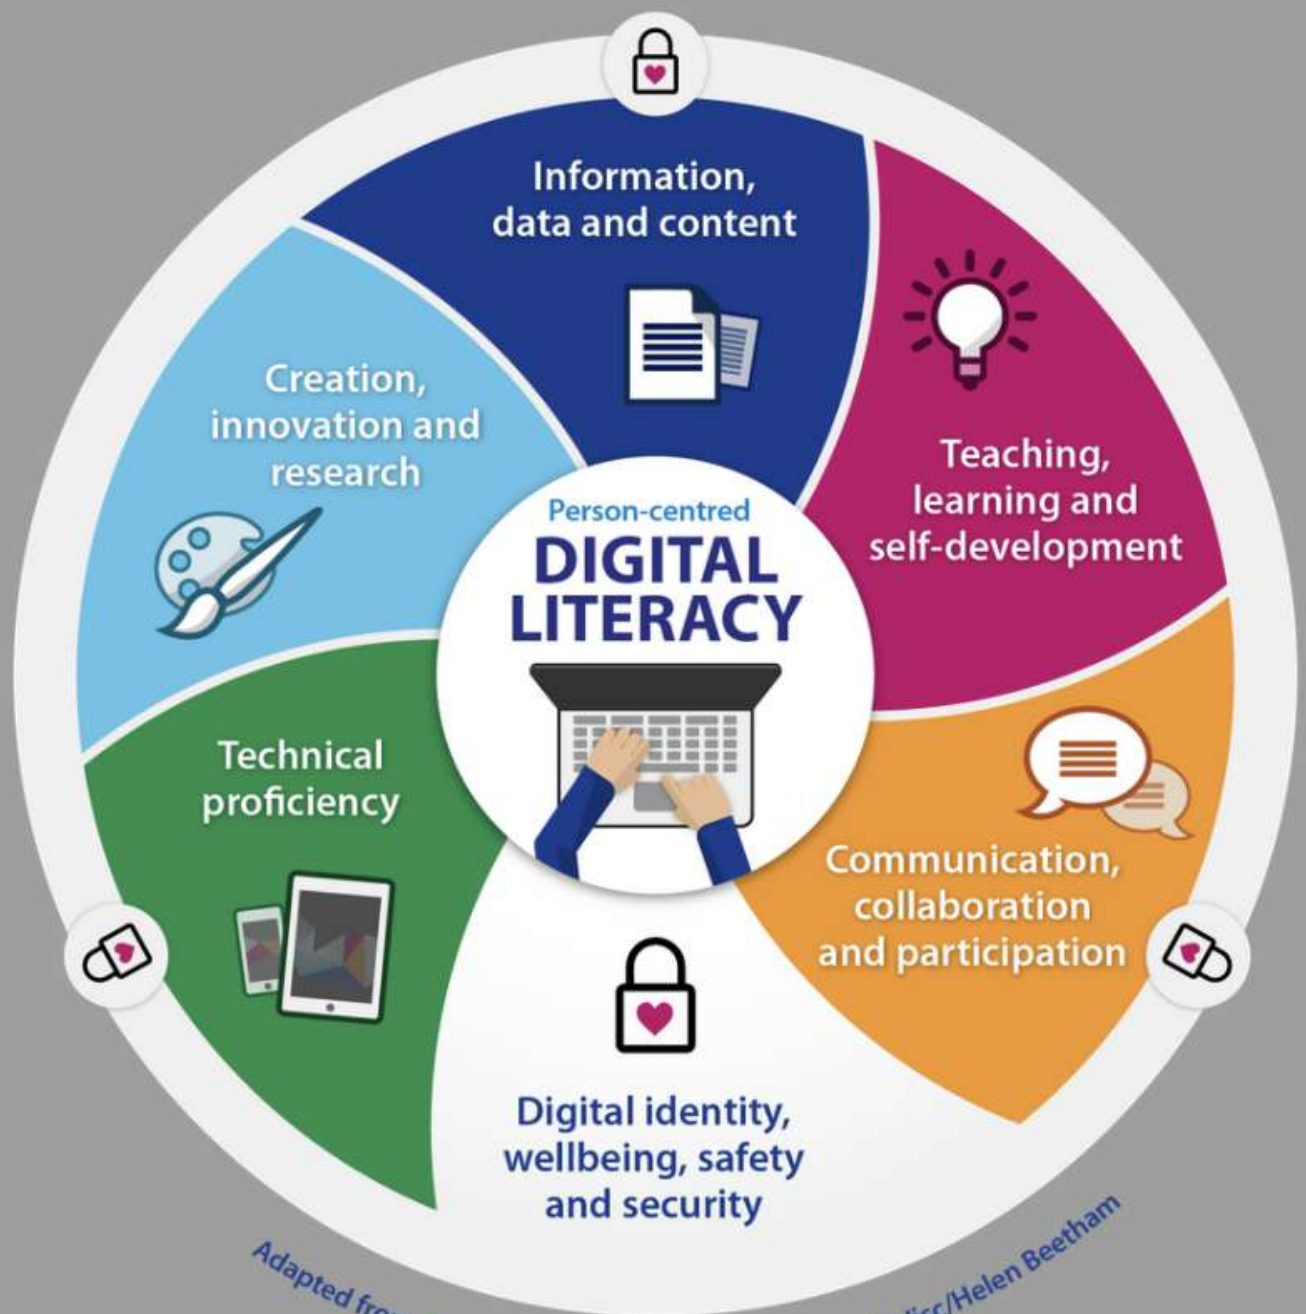 Information,
data and content
Teaching,
learning and
self-development
Communication,
collaboration
and participation
Digital identity,
wellbeing, safety
and security
Technical
proficiency
Creation,
innovation and
research
Person-centred
DIGITAL
LITERACY
Adapted
/Helen Beetham